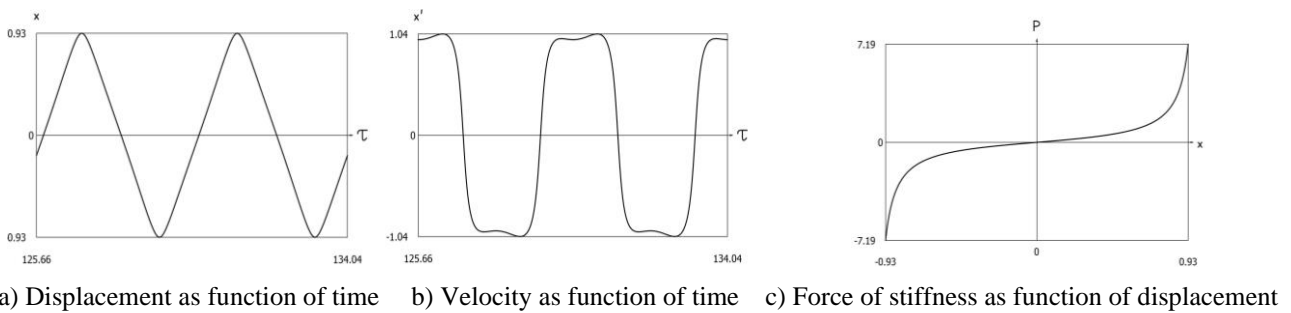 x
0.93
0
0.93
τ
125.66
134.04
x'
1.04
0
-1.04
τ
125.66
134.04
P
7.19
0
-7.19
x
-0.93
0
0.93
a) Displacement as function of time
b) Velocity as function of time
c) Force of stiffness as function of displacement